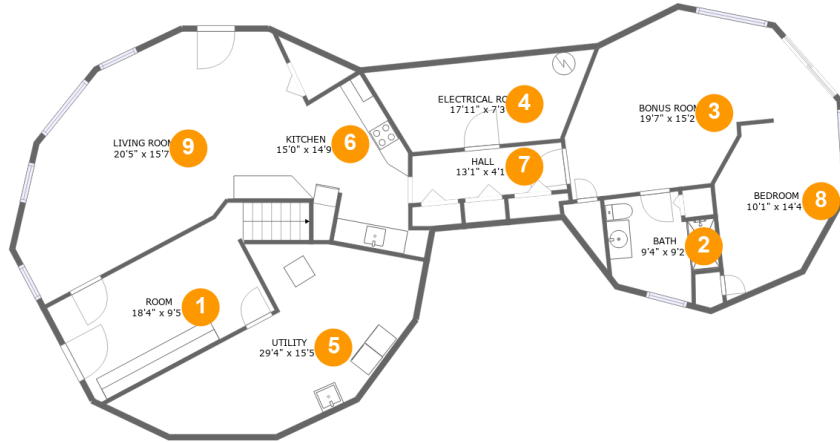 ELECTRICAL
4
17'11" x 7'3
BONUS ROOM
3
19'7" x 15'2
LIVING ROOM
9
20'5" x 15'7
KITCHEN
6
15'0" x 14'9
HALL
7
13'1" x 4'1
BEDROOM
8
10'1" x 14'4
BATH
2
9'4" x 9'2
ROOM
1
18'4" x 9'5
UTILITY
5
29'4" x 15'5